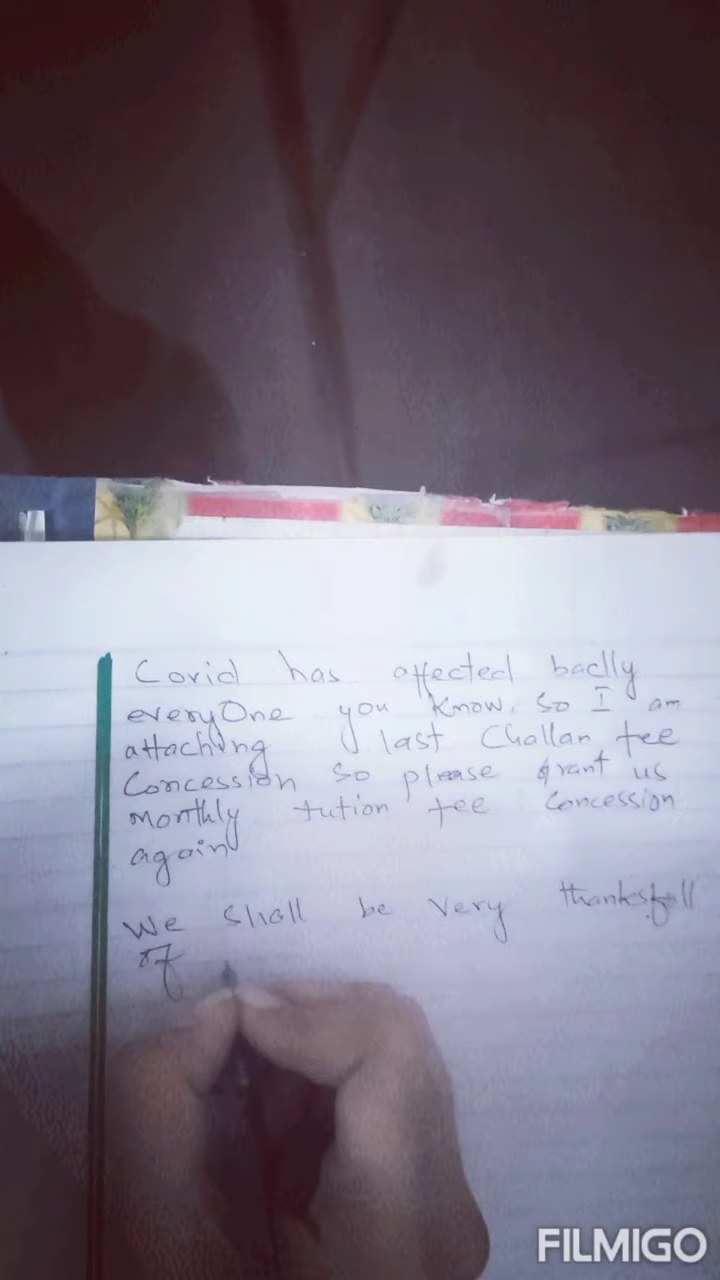 Covid has affected badly
everyOne you know. So I am
attaching last Challan fee
Concession so please grant us
monthly tution fee concession
again
We shall be very thanksfull
of
FILMIGO